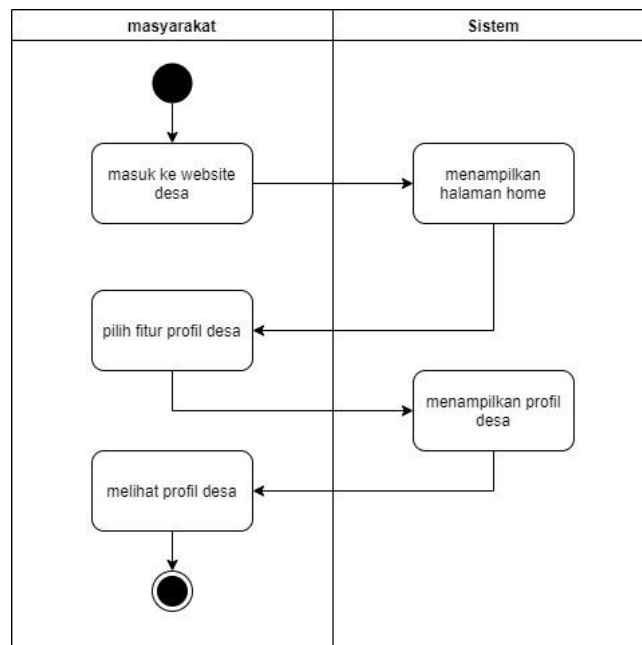 masyarakat
Sistem
masuk ke website
desa
menampilkan
halaman home
pilih fitur profil desa
menampilkan profil
desa
melihat profil desa